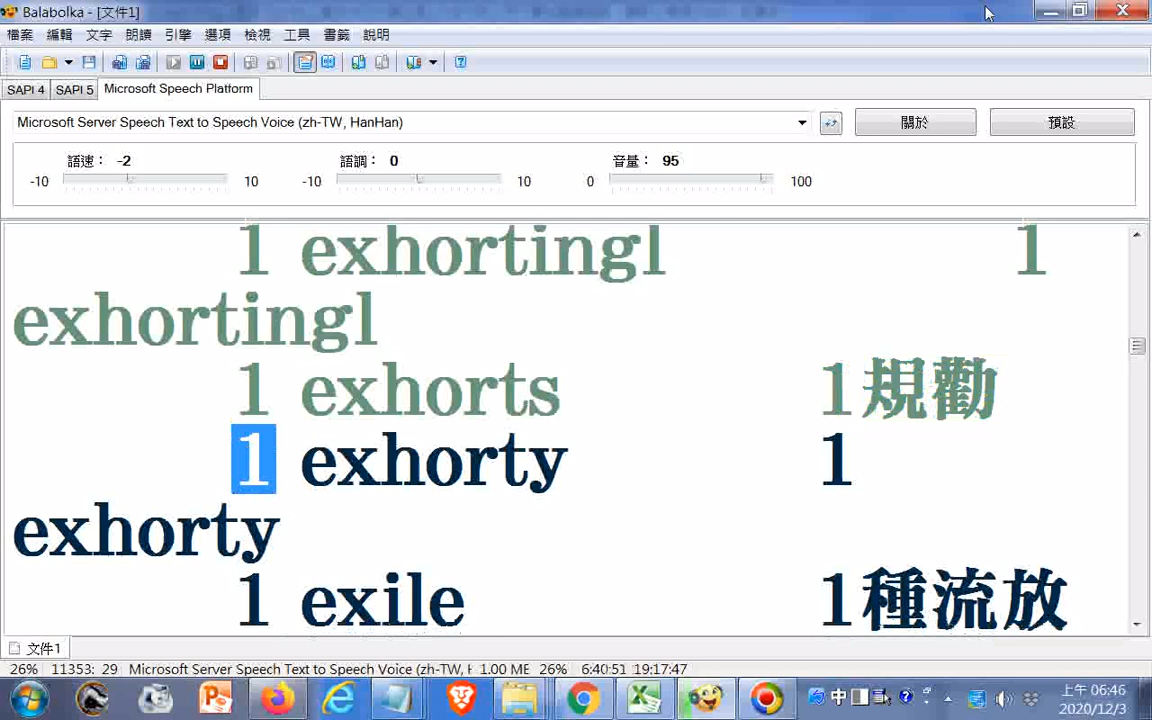 Balabolka - [文件1]
檔案 編輯 文字 朗讀 引擎 選項 檢視 工具 書籤 說明
SAPI 4 SAPI 5 Microsoft Speech Platform
Microsoft Server Speech Text to Speech Voice (zh-TW, HanHan) 關於 預設
語速： -2 語調： 0 音量： 95
-10 10 -10 10 0 100
1 exhortingl 1
exhortingl
1 exhorts 1規勸
1 exhorty 1
exhorty
1 exile 1種流放
文件1
26% 11353: 29 Microsoft Server Speech Text to Speech Voice (zh-TW, 1.00 ME 26% 6:40:51 19:17:47
中 上午 06:46
2020/12/3